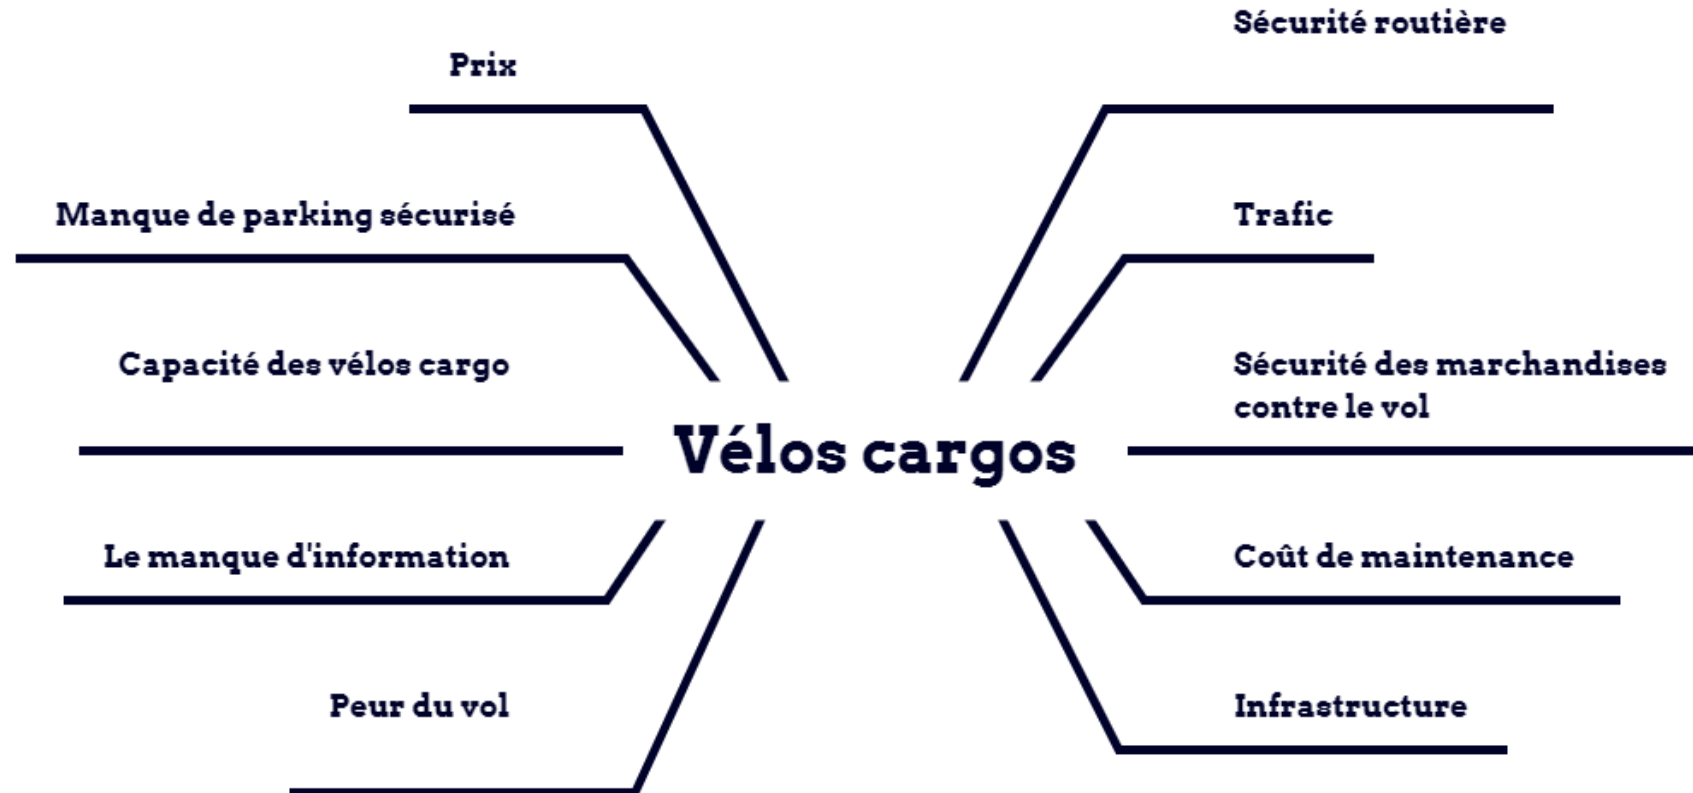 Prix
Manque de parking sécurisé
Capacité des vélos cargo
Le manque d'information
Peur du vol
Vélos cargos
Sécurité routière
Trafic
Sécurité des marchandises
contre le vol
Coût de maintenance
Infrastructure